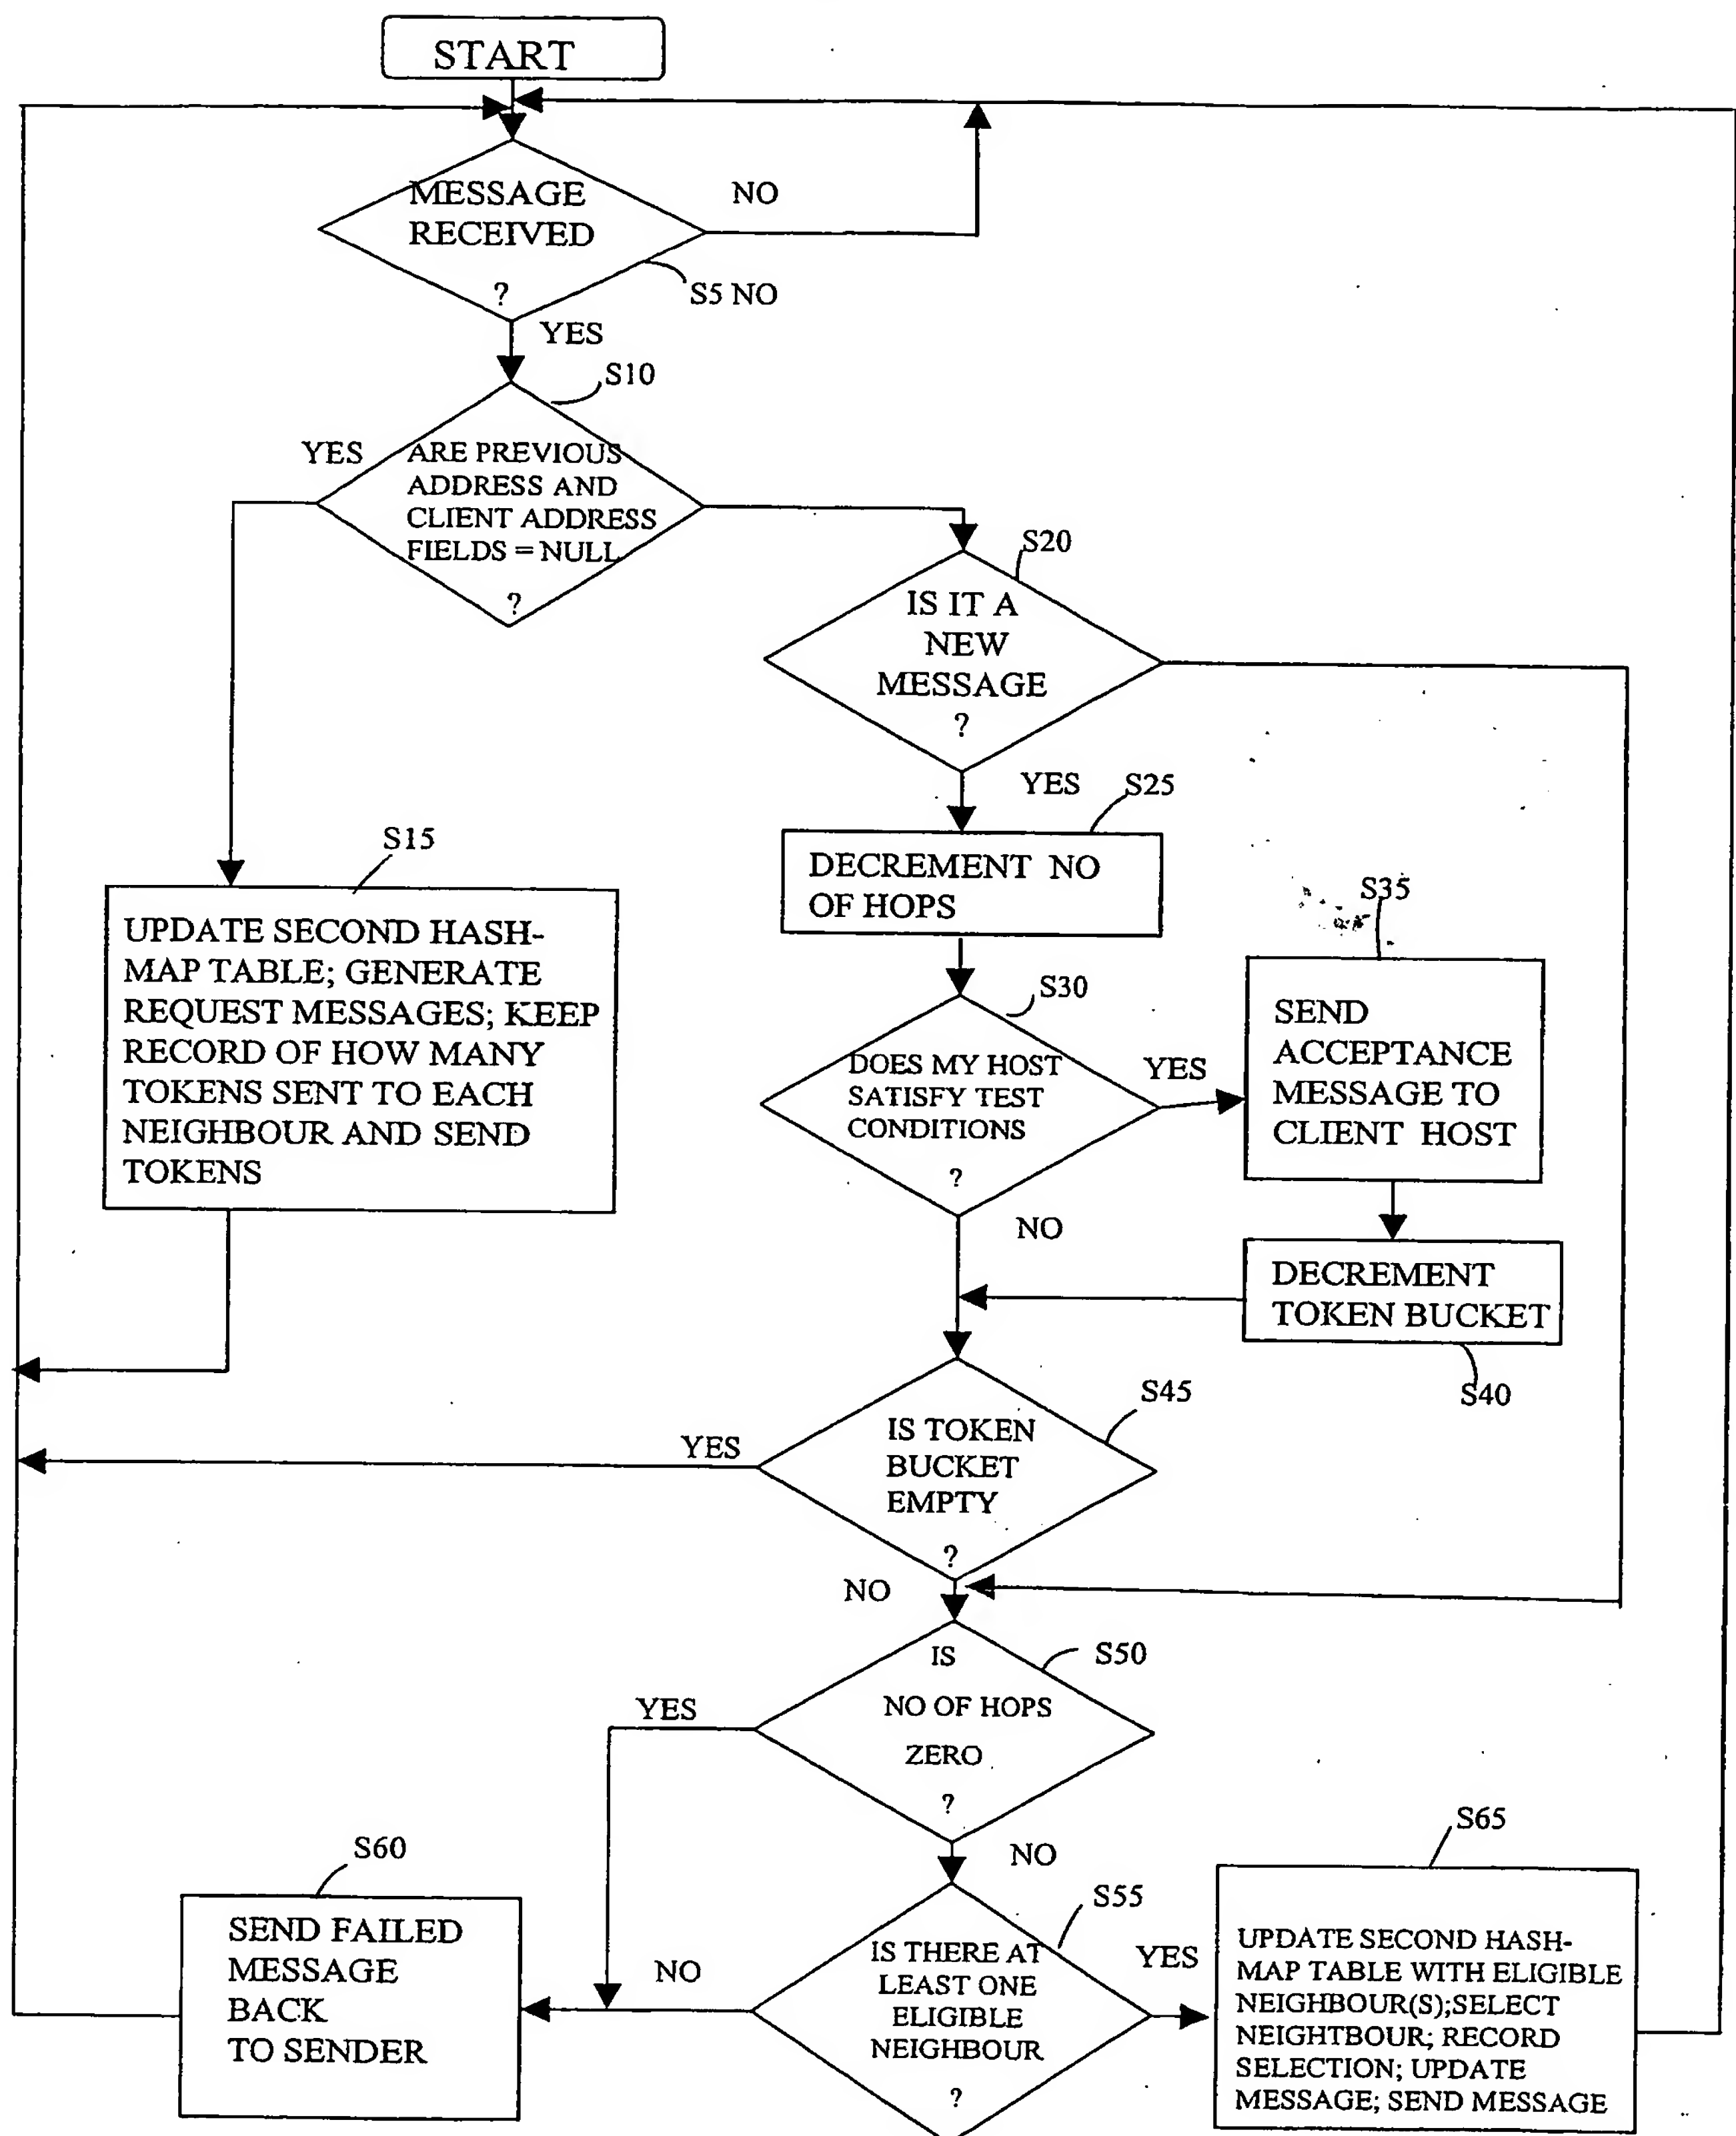 START
MESSAGE
RECEIVED
?
NO
S5 NO
YES
S10
YES
ARE PREVIOUS
ADDRESS AND
CLIENT ADDRESS
FIELDS = NULL
?
S20
IS IT A
NEW
MESSAGE
?
YES
S25
DECREMENT NO
OF HOPS
S15
UPDATE SECOND HASH-
MAP TABLE; GENERATE
REQUEST MESSAGES; KEEP
RECORD OF HOW MANY
TOKENS SENT TO EACH
NEIGHBOUR AND SEND
TOKENS
S30
DOES MY HOST
SATISFY TEST
CONDITIONS
?
YES
S35
SEND
ACCEPTANCE
MESSAGE TO
CLIENT HOST
NO
DECREMENT
TOKEN BUCKET
S40
S45
IS TOKEN
BUCKET
EMPTY
?
YES
NO
S50
IS
NO OF HOPS
ZERO
?
YES
NO
S55
IS THERE AT
LEAST ONE
ELIGIBLE
NEIGHBOUR
?
NO
YES
S60
SEND FAILED
MESSAGE
BACK
TO SENDER
S65
UPDATE SECOND HASH-
MAP TABLE WITH ELIGIBLE
NEIGHBOUR(S);SELECT
NEIGHTBOUR; RECORD
SELECTION; UPDATE
MESSAGE; SEND MESSAGE